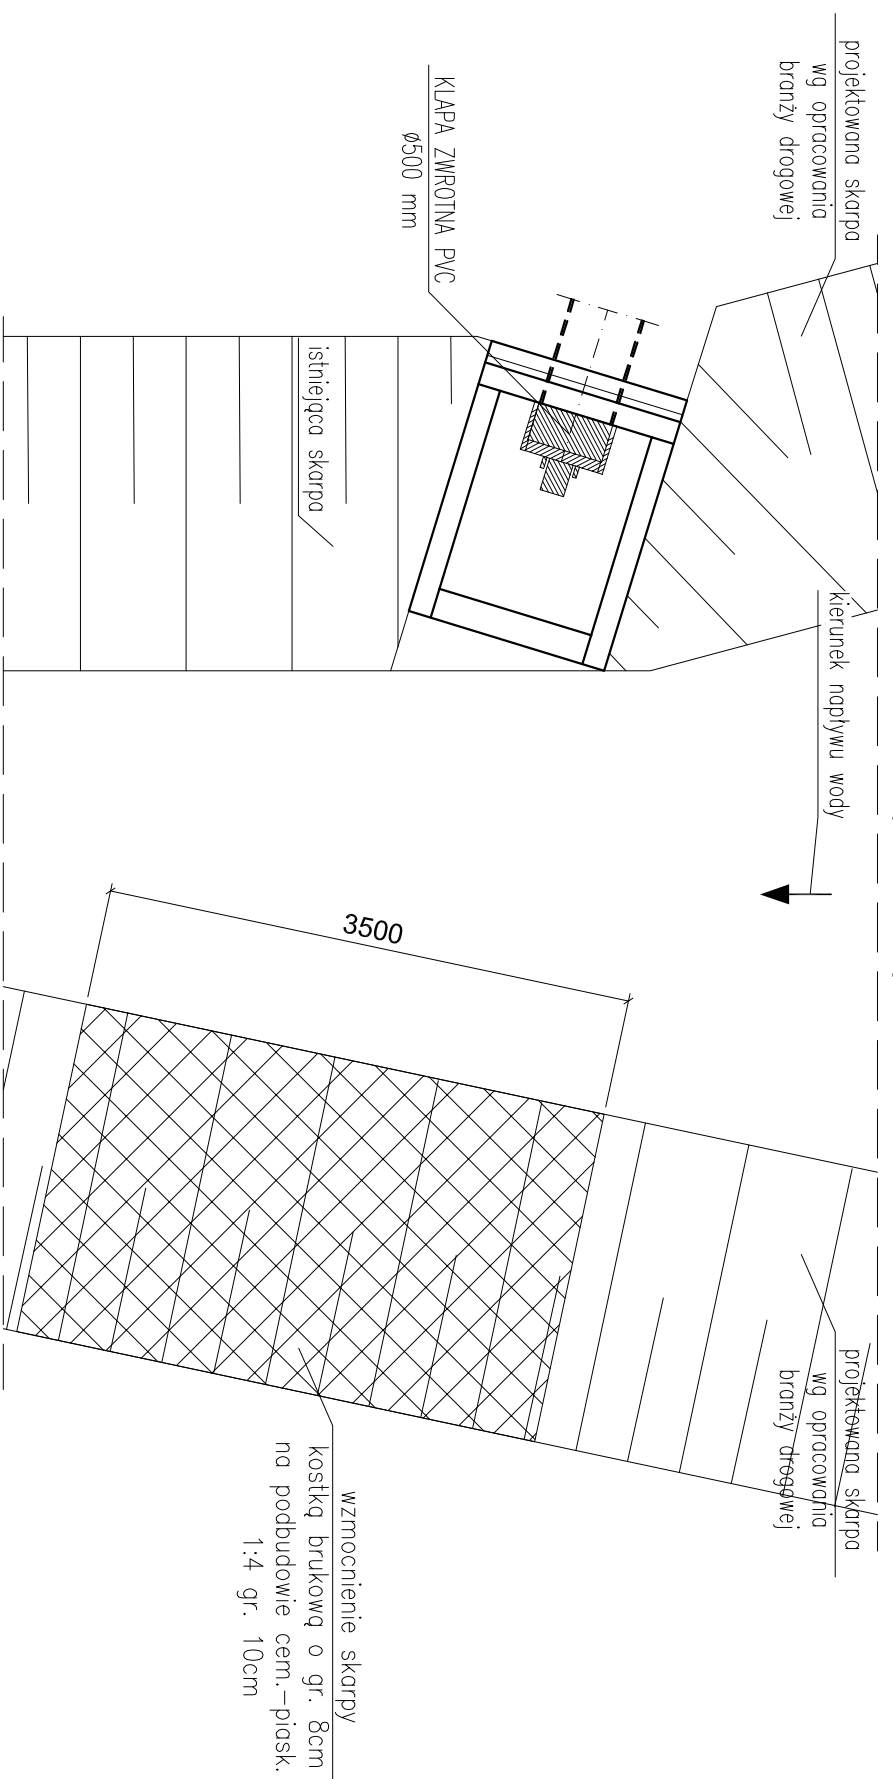 projektowana skarpa
wg opracowania
branży drogowej
KLAPA ZWROTNA PVC
ø500 mm
istniejąca skarpa
kierunek napływu wody
3500
projektowana skarpa
wg opracowania
branży drogowej
wzmocnienie skarpy
kostką brukową o gr. 8cm
na podbudowie cem.-piask.
1:4 gr. 10cm